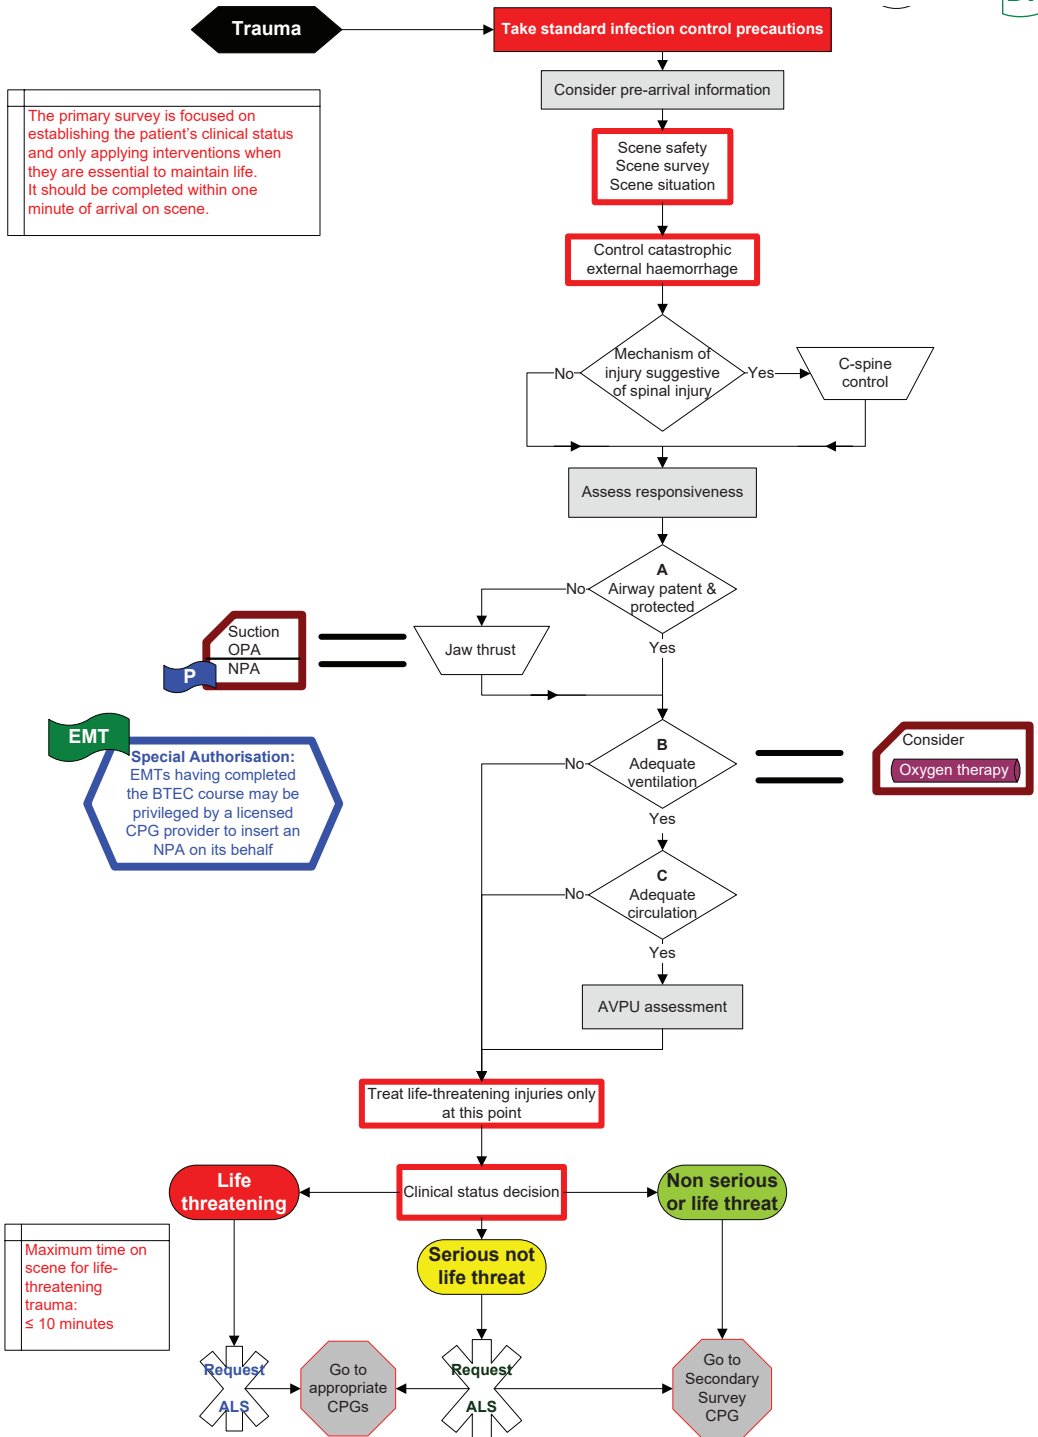 Trauma
Take standard infection control precautions
Consider pre-arrival information
The primary survey is focused on
establishing the patient's clinical status
and only applying interventions when
they are essential to maintain life.
It should be completed within one
minute of arrival on scene.
Scene safety
Scene survey
Scene situation
Control catastrophic
external haemorrhage
Mechanism of
injury suggestive
of spinal injury
No
Yes
C-spine
control
Assess responsiveness
A
Airway patent &
protected
No
Yes
Jaw thrust
Suction
OPA
NPA
P
EMT
Special Authorisation:
EMTs having completed
the BTEC course may be
privileged by a licensed
CPG provider to insert an
NPA on its behalf
B
Adequate
ventilation
No
Yes
Consider
Oxygen therapy
C
Adequate
circulation
No
Yes
AVPU assessment
Treat life-threatening injuries only
at this point
Life
threatening
Clinical status decision
Non serious
or life threat
Serious not
life threat
Maximum time on
scene for life-
threatening
trauma:
≤ 10 minutes
Request
ALS
Go to
appropriate
CPGs
Request
ALS
Go to
Secondary
Survey
CPG